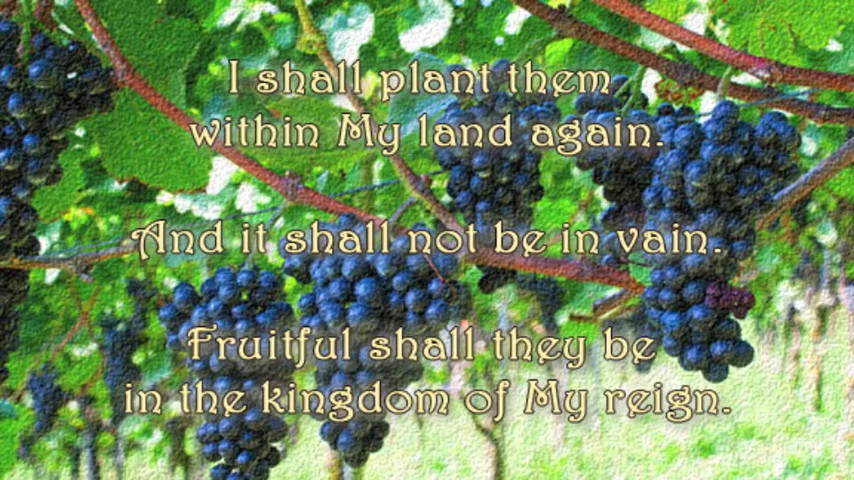 I shall plant them
within My land again.
And it shall not be in vain.
Fruitful shall they be
in the kingdom of My reign.